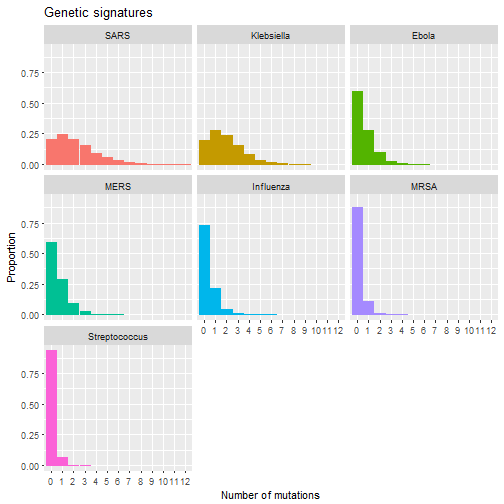 Genetic signatures
SARS Klebsiella Ebola
0.75
0.50
0.25
0.00
MERS Influenza MRSA
0.75
0.50
0.25
0.00
0 1 2 3 4 5 6 7 8 9 10 11 12 0 1 2 3 4 5 6 7 8 9 10 11 12
Streptococcus
0.75
0.50
0.25
0.00
0 1 2 3 4 5 6 7 8 9 10 11 12
Proportion
Number of mutations